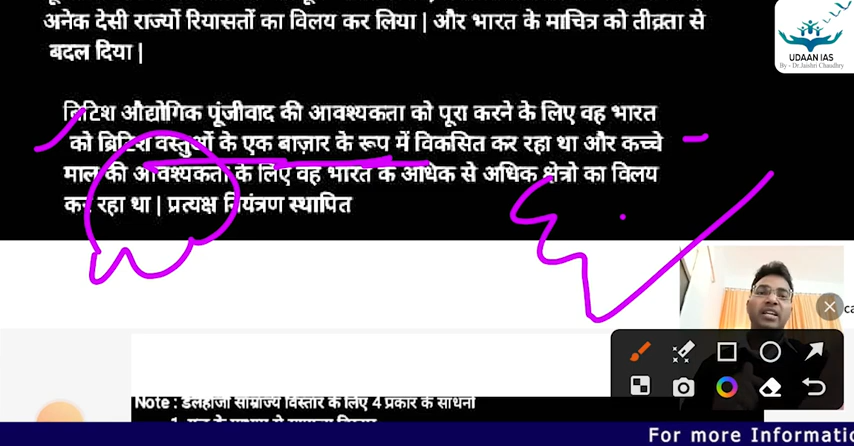 अनेक देसी राज्यों रियासतों का विलय कर लिया | और भारत के माचित्र को तीव्रता से
बदल दिया |
UDAAN IAS
By - Dr.Jaishri Chaudhry
ब्रिटिश औद्योगिक पूंजीवाद की आवश्यकता को पूरा करने के लिए वह भारत
को ब्रिटिश वस्तुओं के एक बाज़ार के रूप में विकसित कर रहा था और कच्चे
माल की आवश्यकता के लिए वह भारत के अधिक से अधिक क्षेत्रो का विलय
कर रहा था | प्रत्यक्ष नियंत्रण स्थापित
Note : डलहौजी साम्राज्य विस्तार के लिए 4 प्रकार के साधनों
For more Informatio